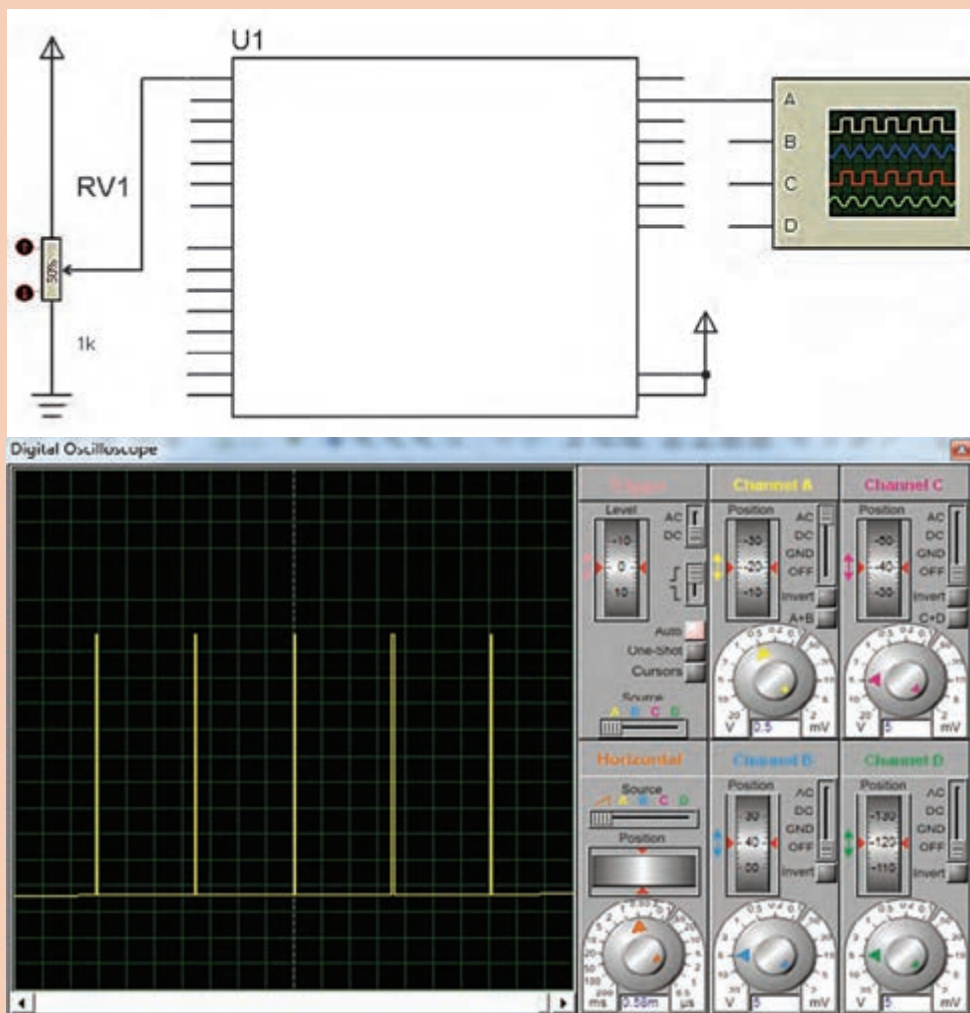 U1
RV1
50%
1k
A
B
C
D
Digital Oscilloscope
Trigger
Level
AC
DC
-10
0
10
Auto
One-Shot
Cursors
Source
A B C D
Channel A
Position
AC
DC
GND
OFF
-30
-20
-10
Invert
A+B
V
0.5
mV
Channel C
Position
AC
DC
GND
OFF
-50
-40
-30
Invert
C+D
V
5
mV
Horizontal
Source
A B C D
Position
ms
0.56m
µs
Channel B
Position
AC
DC
GND
OFF
30
40
50
Invert
V
5
mV
Channel D
Position
AC
DC
GND
OFF
-130
-120
-110
Invert
V
5
mV